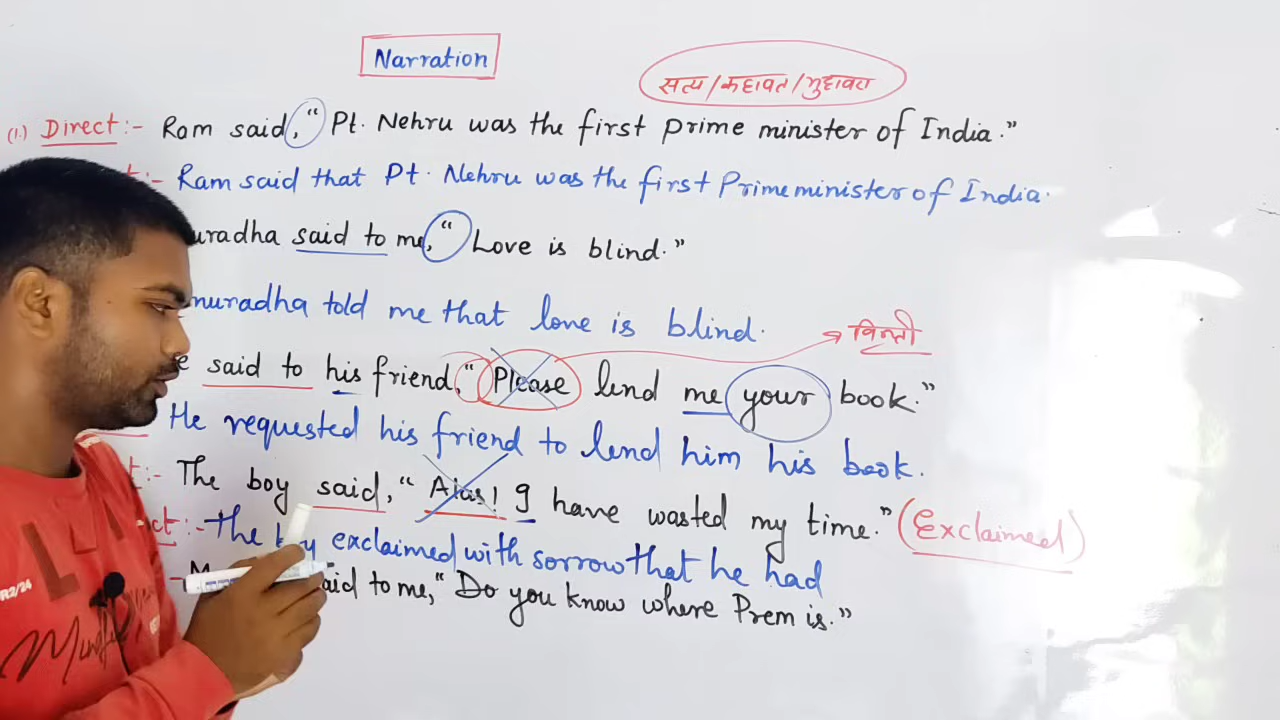 Narration
सत्य/कहावत/मुहावरा
(1.) Direct:- Ram said, “Pt. Nehru was the first prime minister of India.”
:- Ram said that Pt. Nehru was the first Prime minister of India.
uradha said to me, “Love is blind.”
nuradha told me that love is blind.
विनती
e said to his friend, “Please lend me your book.”
He requested his friend to lend him his book.
:- The boy said, “Alas! I have wasted my time.” (Exclaimed)
ct:- The boy exclaimed with sorrow that he had
aid to me, “Do you know where Prem is.”
R2/24